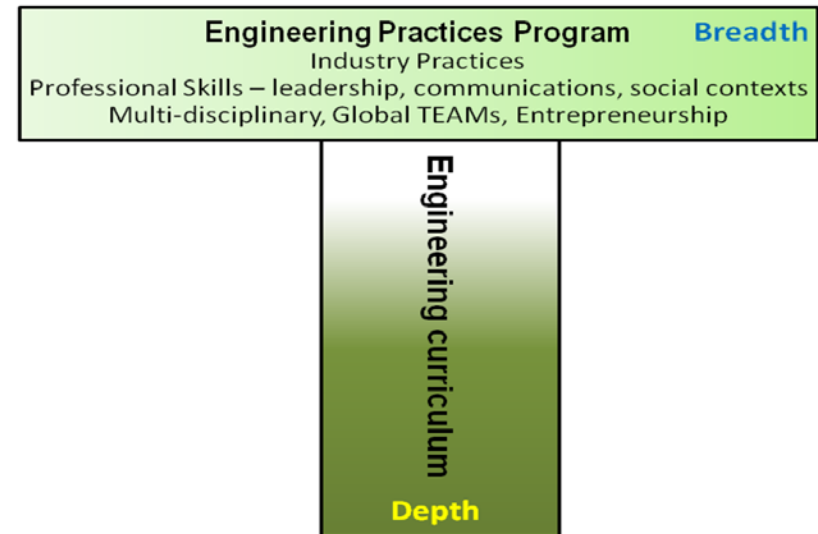 Engineering Practices Program Breadth
Industry Practices
Professional Skills – leadership, communications, social contexts
Multi-disciplinary, Global TEAMs, Entrepreneurship
Engineering curriculum
Depth